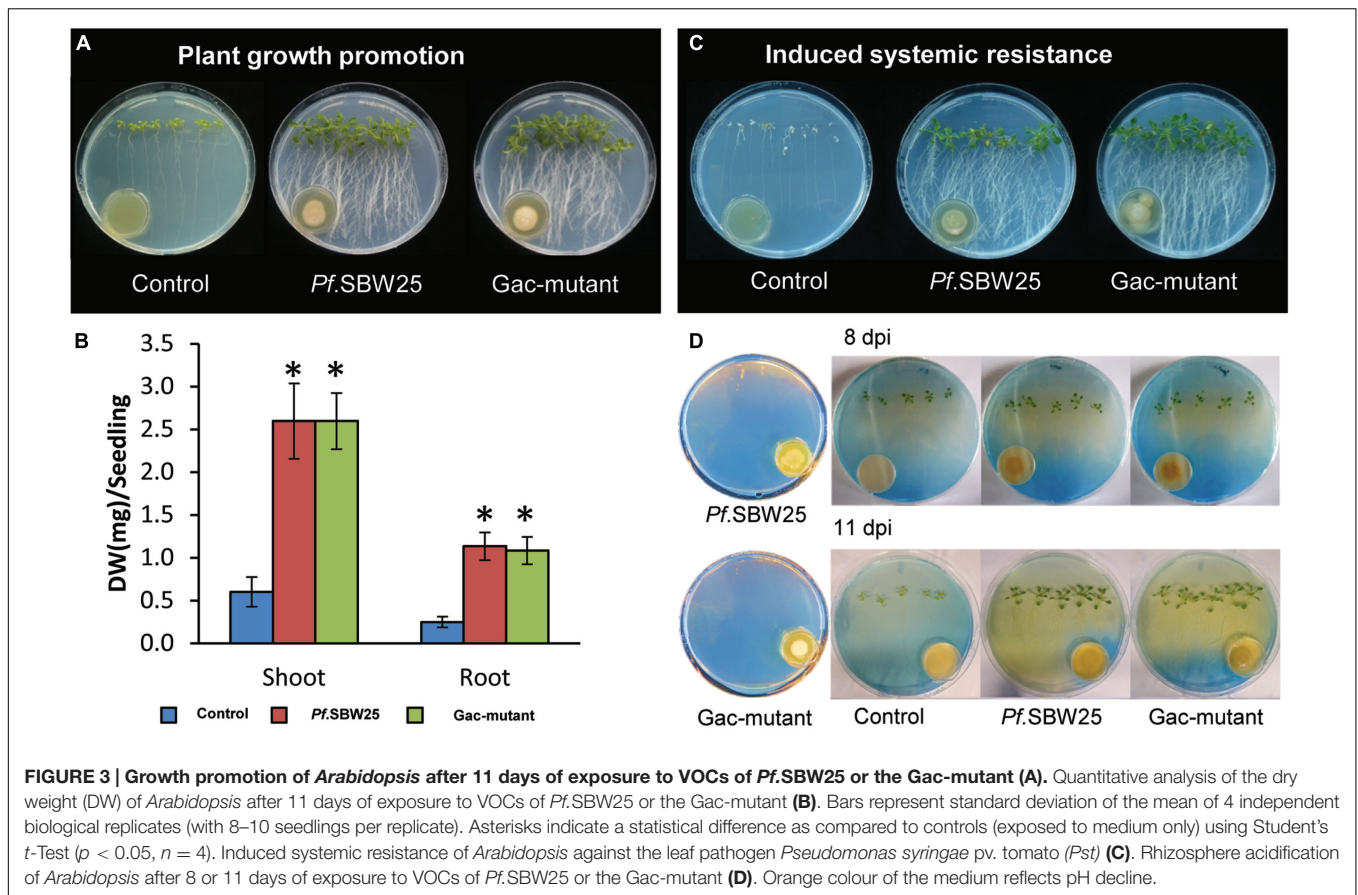 A
Plant growth promotion
Control
Pf.SBW25
Gac-mutant
C
Induced systemic resistance
Control
Pf.SBW25
Gac-mutant
B
DW(mg)/Seedling
3.5
3.0
2.5
2.0
1.5
1.0
0.5
0.0
* *
* *
Shoot
Root
Control
Pf.SBW25
Gac-mutant
D
8 dpi
Pf.SBW25
11 dpi
Gac-mutant
Control
Pf.SBW25
Gac-mutant
FIGURE 3 | Growth promotion of Arabidopsis after 11 days of exposure to VOCs of Pf.SBW25 or the Gac-mutant (A). Quantitative analysis of the dry
weight (DW) of Arabidopsis after 11 days of exposure to VOCs of Pf.SBW25 or the Gac-mutant (B). Bars represent standard deviation of the mean of 4 independent
biological replicates (with 8–10 seedlings per replicate). Asterisks indicate a statistical difference as compared to controls (exposed to medium only) using Student's
t-Test (p < 0.05, n = 4). Induced systemic resistance of Arabidopsis against the leaf pathogen Pseudomonas syringae pv. tomato (Pst) (C). Rhizosphere acidification
of Arabidopsis after 8 or 11 days of exposure to VOCs of Pf.SBW25 or the Gac-mutant (D). Orange colour of the medium reflects pH decline.